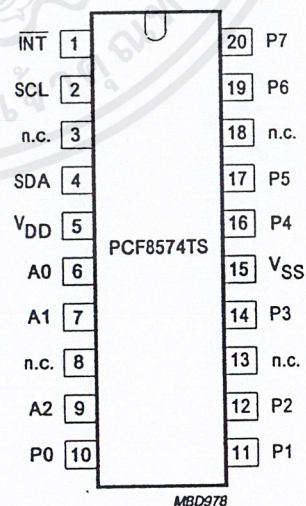 INT 1
SCL 2
n.c. 3
SDA 4
VDD 5
A0 6
A1 7
n.c. 8
A2 9
P0 10
PCF8574TS
20 P7
19 P6
18 n.c.
17 P5
16 P4
15 VSS
14 P3
13 n.c.
12 P2
11 P1
MBD978